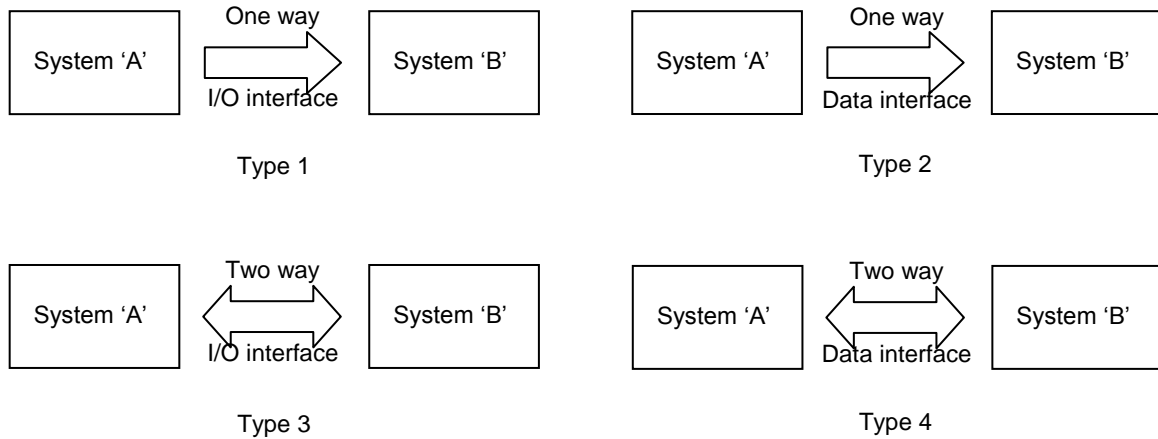 One way
System ‘A’
System ‘B’
I/O interface
Type 1
One way
System ‘A’
System ‘B’
Data interface
Type 2
Two way
System ‘A’
System ‘B’
I/O interface
Type 3
Two way
System ‘A’
System ‘B’
Data interface
Type 4